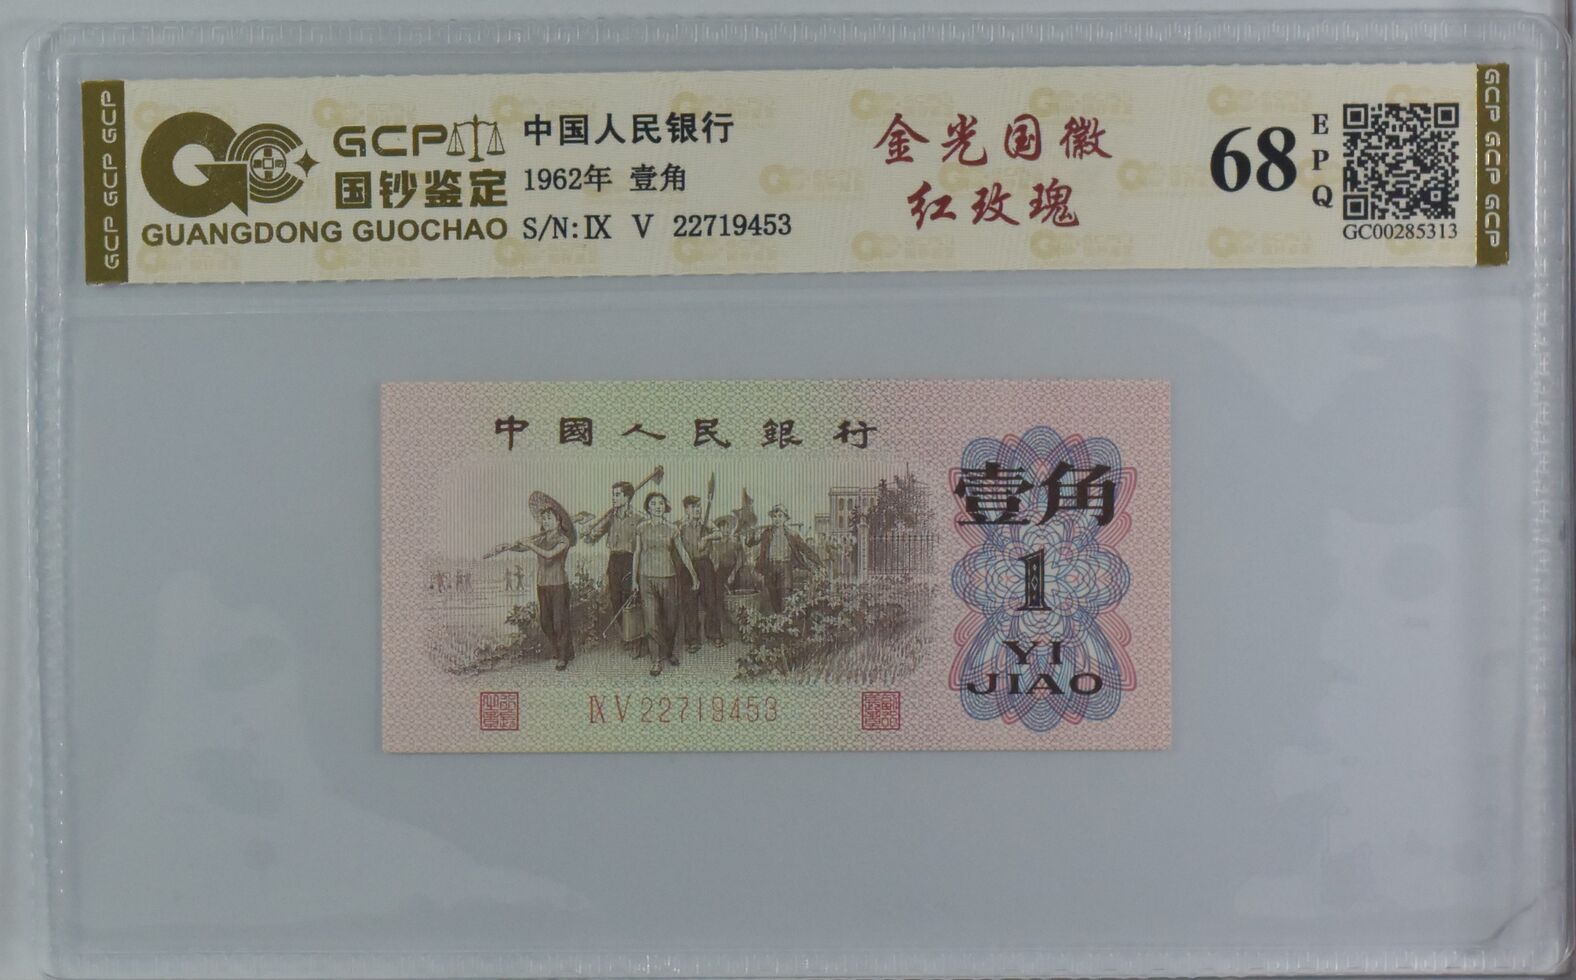 GCP GCP GCP
GCP
国钞鉴定
GUANGDONG GUOCHAO
中国人民银行
1962年 壹角
S/N: IX V 22719453
金光国徽
红玫瑰
68
EPQ
GC00285313
GCP GCP GCP
中國人民銀行
壹角
1
YI
JIAO
IX V 22719453